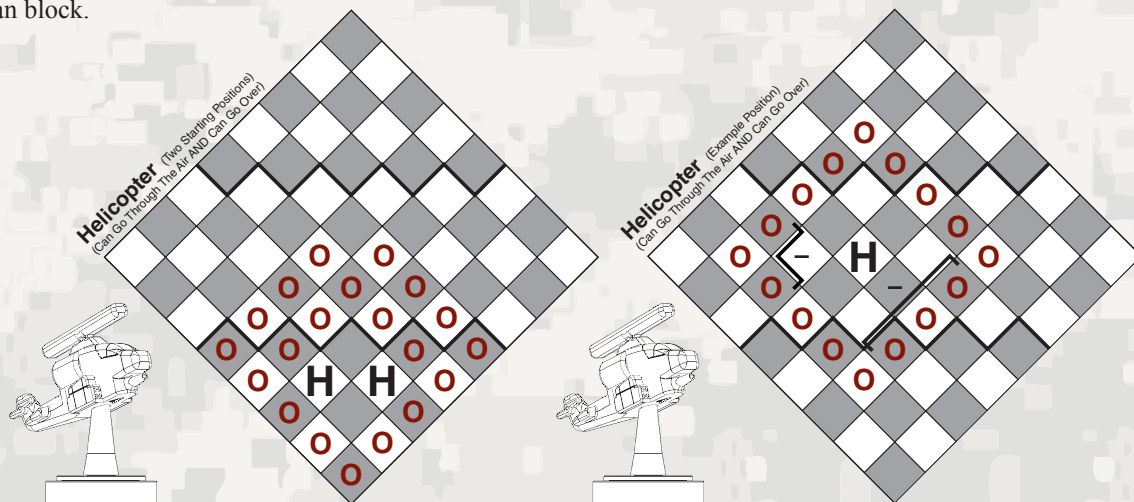 an block.
Helicopter (Two Starting Positions)
(Can Go Through The Air AND Can Go Over)
O O
O O O
O O O O
O O O O
O H H O
O O
O O
O
Helicopter (Example Position)
(Can Go Through The Air AND Can Go Over)
O
O O
O O
O O
O – H O
O – O
O O
O O
O